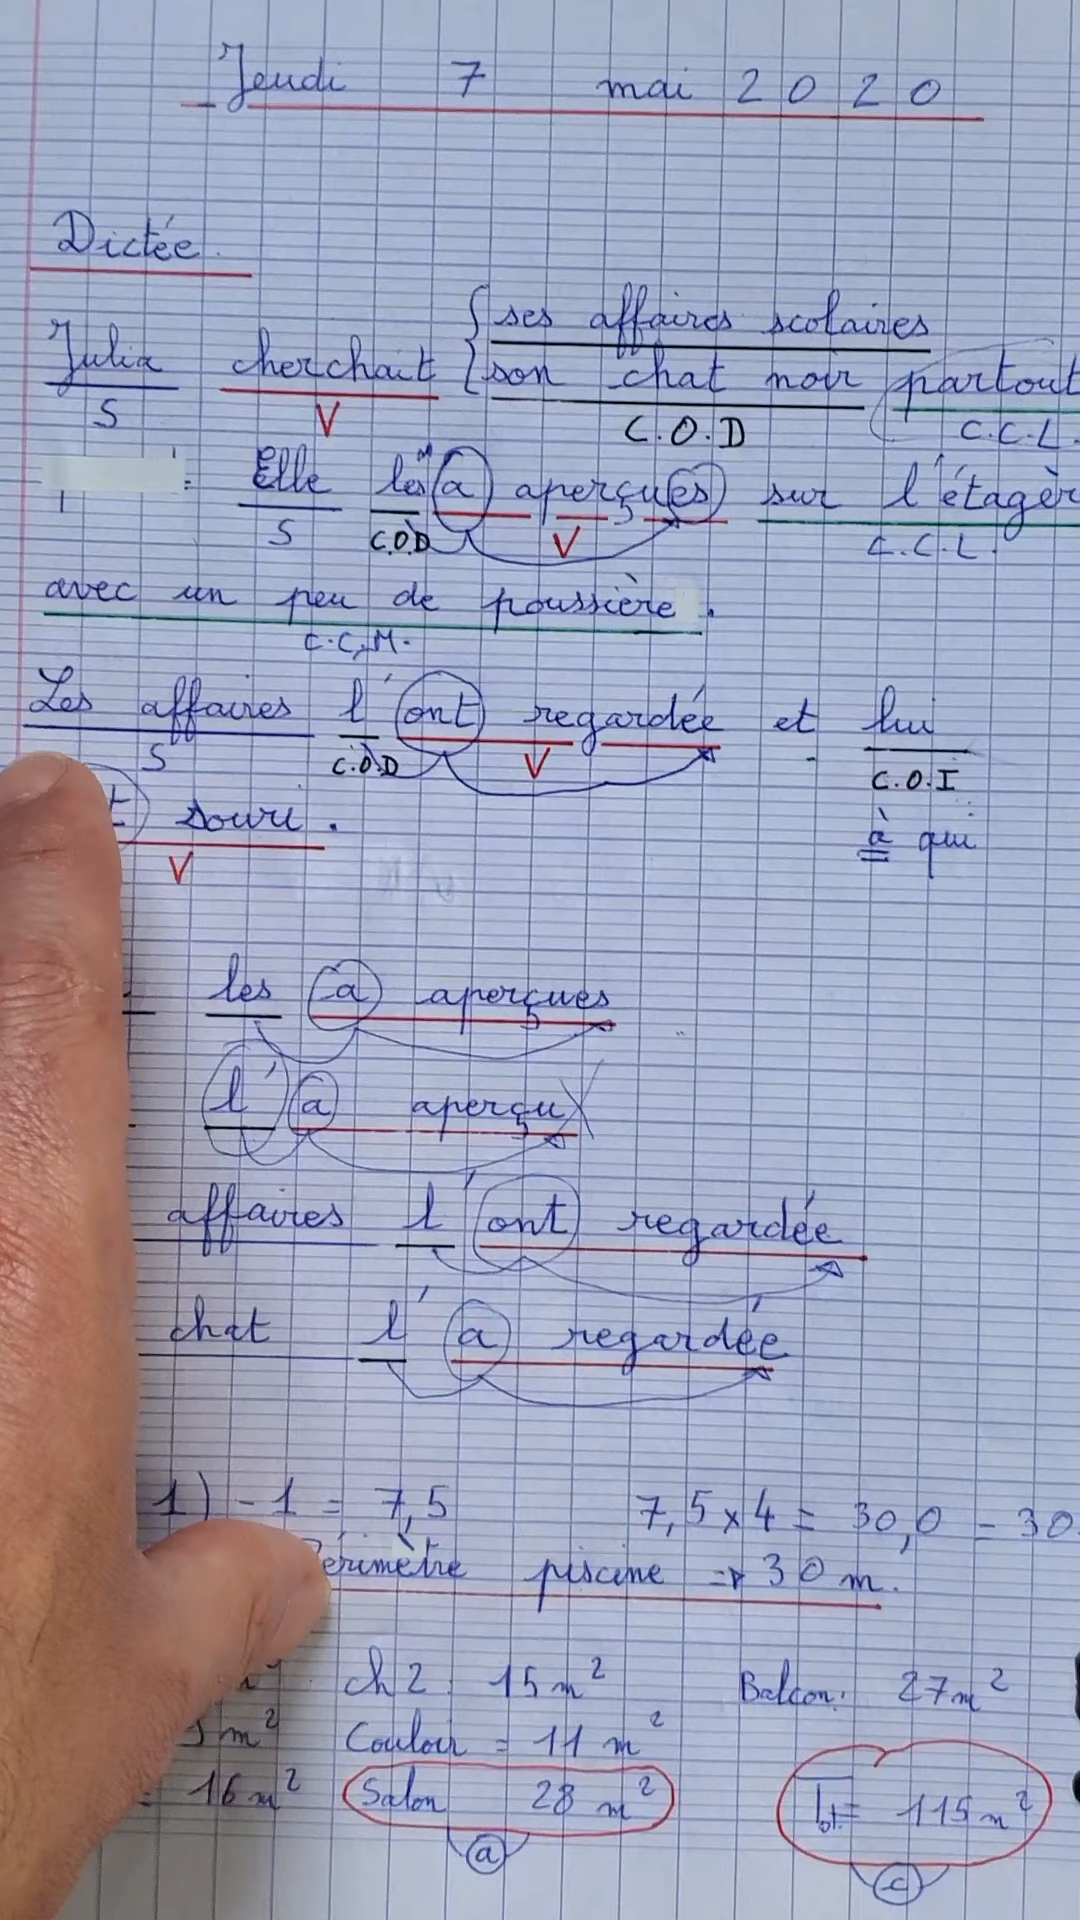 Jeudi 7 mai 2020
Dictée.
ses affaires scolaires
Julia cherchait son chat noir partout
S V C.O.D C.C.L.
Elle les a aperçues sur l'étagèr
S C.O.D V C.C.L.
avec un peu de poussière.
C.C.M.
Les affaires l'ont regardée et lui
S C.O.D V C.O.I
t souri. à qui
V
les a aperçues
l'a aperçu
affaires l'ont regardée
chat l'a regardée
1) - 1 = 7,5 7,5 x 4 = 30,0 = 30
Périmètre piscine => 30 m.
ch 2 : 15 m² Balcon : 27 m²
m² Couloir = 11 m²
= 16 m² Salon 28 m² Tot. = 115 m²
a c